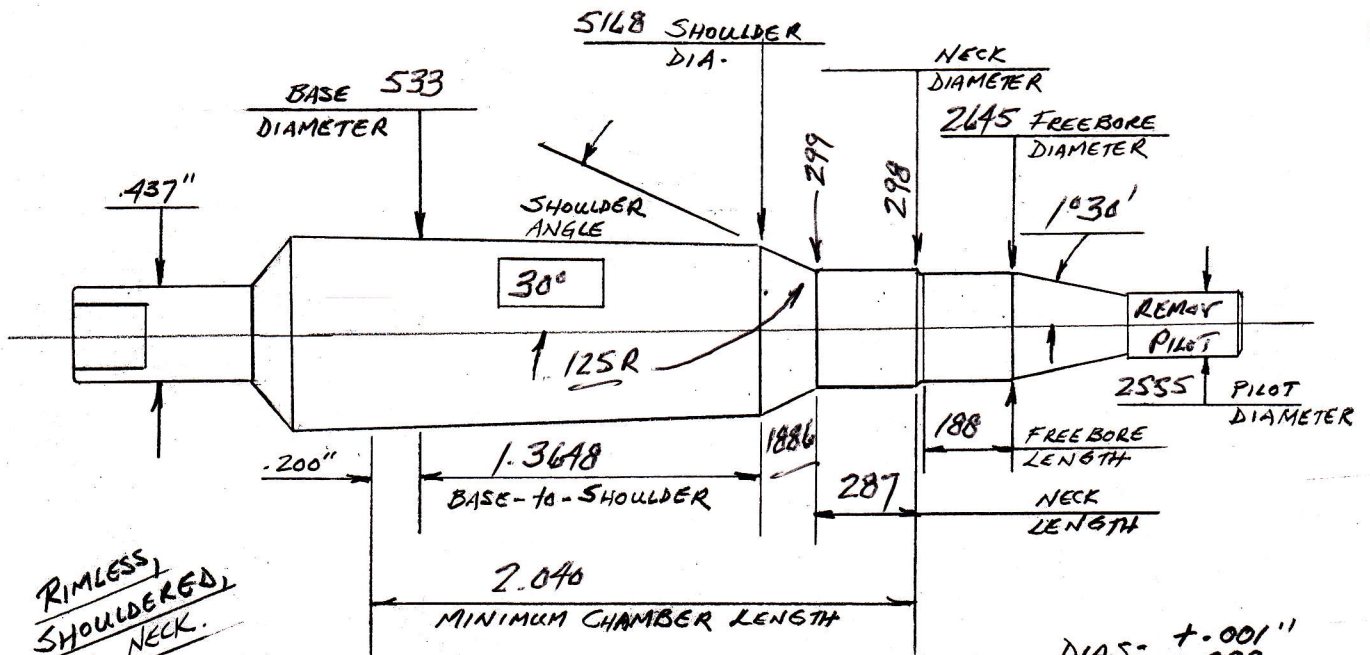 5168 SHOULDER
DIA.
NECK
DIAMETER
BASE 533
DIAMETER
2645 FREEBORE
DIAMETER
.437"
299
298
SHOULDER
ANGLE
1°30'
30°
REMOV
PILOT
125R
2555 PILOT
DIAMETER
.200"
1.3648
BASE-to-SHOULDER
1886
188
FREEBORE
LENGTH
287
NECK
LENGTH
RIMLESS,
SHOULDERED,
NECK.
2.040
MINIMUM CHAMBER LENGTH
DIAS- +.001"